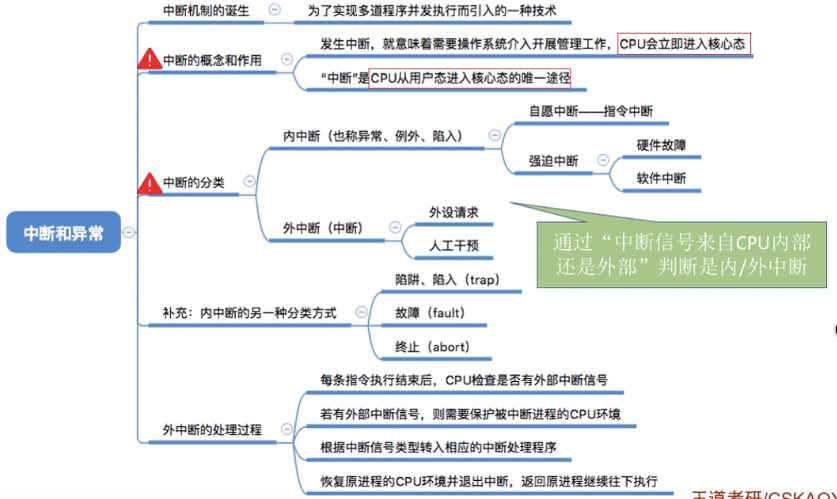 中断机制的诞生
为了实现多道程序并发执行而引入的一种技术
中断的概念和作用
发生中断，就意味着需要操作系统介入开展管理工作，CPU会立即进入核心态
“中断”是CPU从用户态进入核心态的唯一途径
中断的分类
内中断（也称异常、例外、陷入）
自愿中断——指令中断
强迫中断
硬件故障
软件中断
外中断（中断）
外设请求
人工干预
通过“中断信号来自CPU内部
还是外部”判断是内/外中断
中断和异常
补充：内中断的另一种分类方式
陷阱、陷入（trap）
故障（fault）
终止（abort）
外中断的处理过程
每条指令执行结束后，CPU检查是否有外部中断信号
若有外部中断信号，则需要保护被中断进程的CPU环境
根据中断信号类型转入相应的中断处理程序
恢复原进程的CPU环境并退出中断，返回原进程继续往下执行
王道考研/CSKAOY